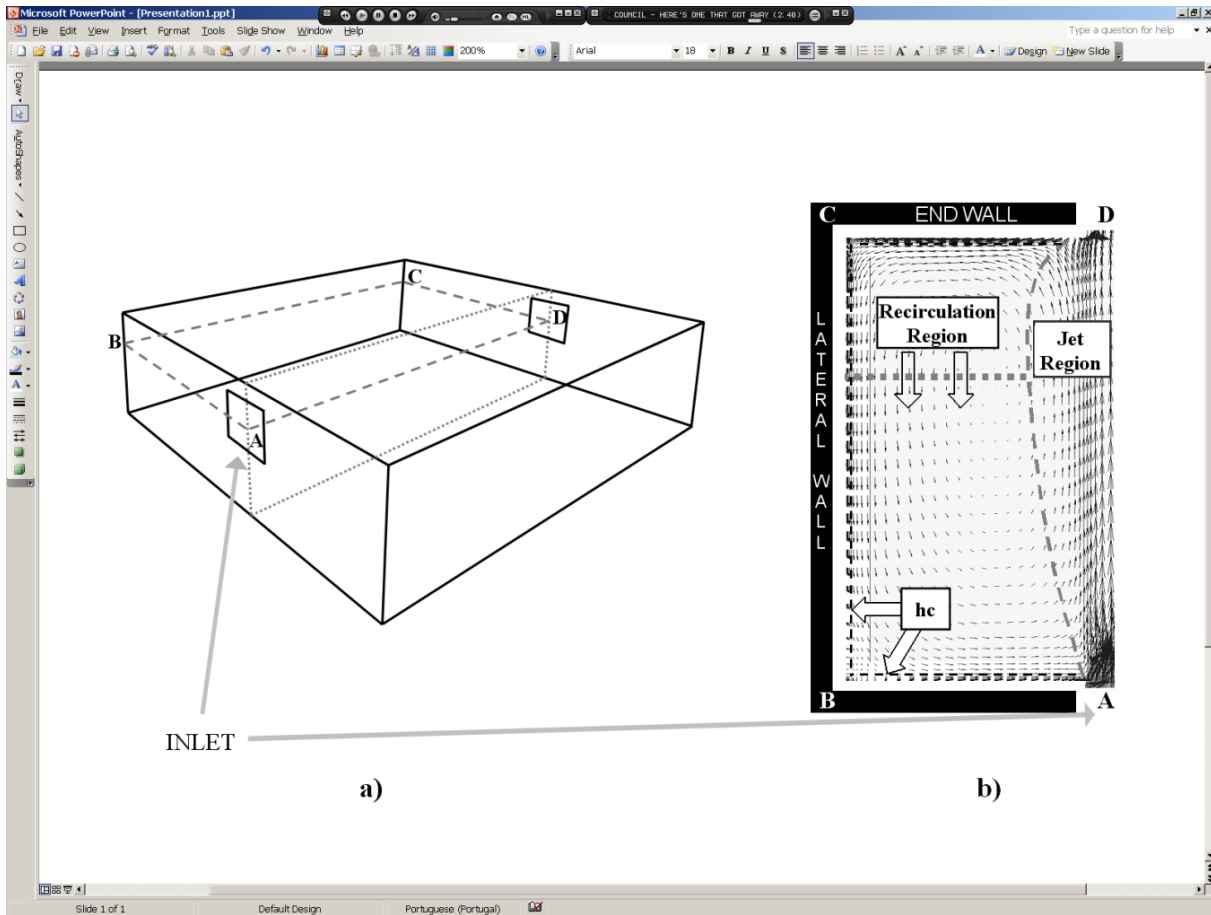 Microsoft PowerPoint - [Presentation1.ppt]
COUNCIL - HERE'S ONE THAT GOT AWAY (2:40)
File Edit View Insert Format Tools Slide Show Window Help
Type a question for help
200%
Arial
18
B I U S
A A
A
Design
New Slide
Draw
AutoShapes
A
B
C
D
A
INLET
a)
C
END WALL
D
LATERAL WALL
Recirculation
Region
Jet
Region
hc
B
A
b)
Slide 1 of 1
Default Design
Portuguese (Portugal)